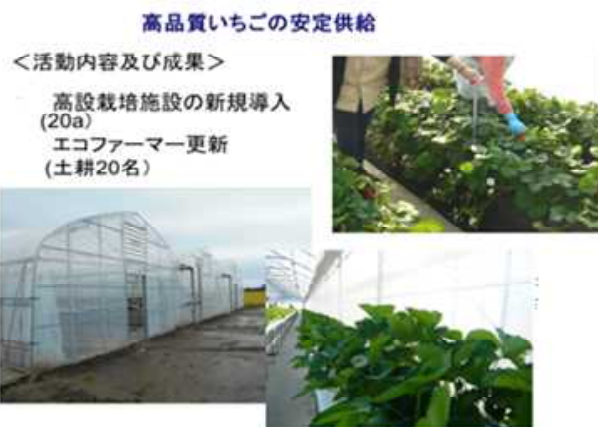 高品質いちごの安定供給
＜活動内容及び成果＞
高設栽培施設の新規導入
(20a)
エコファーマー更新
(土耕20名)